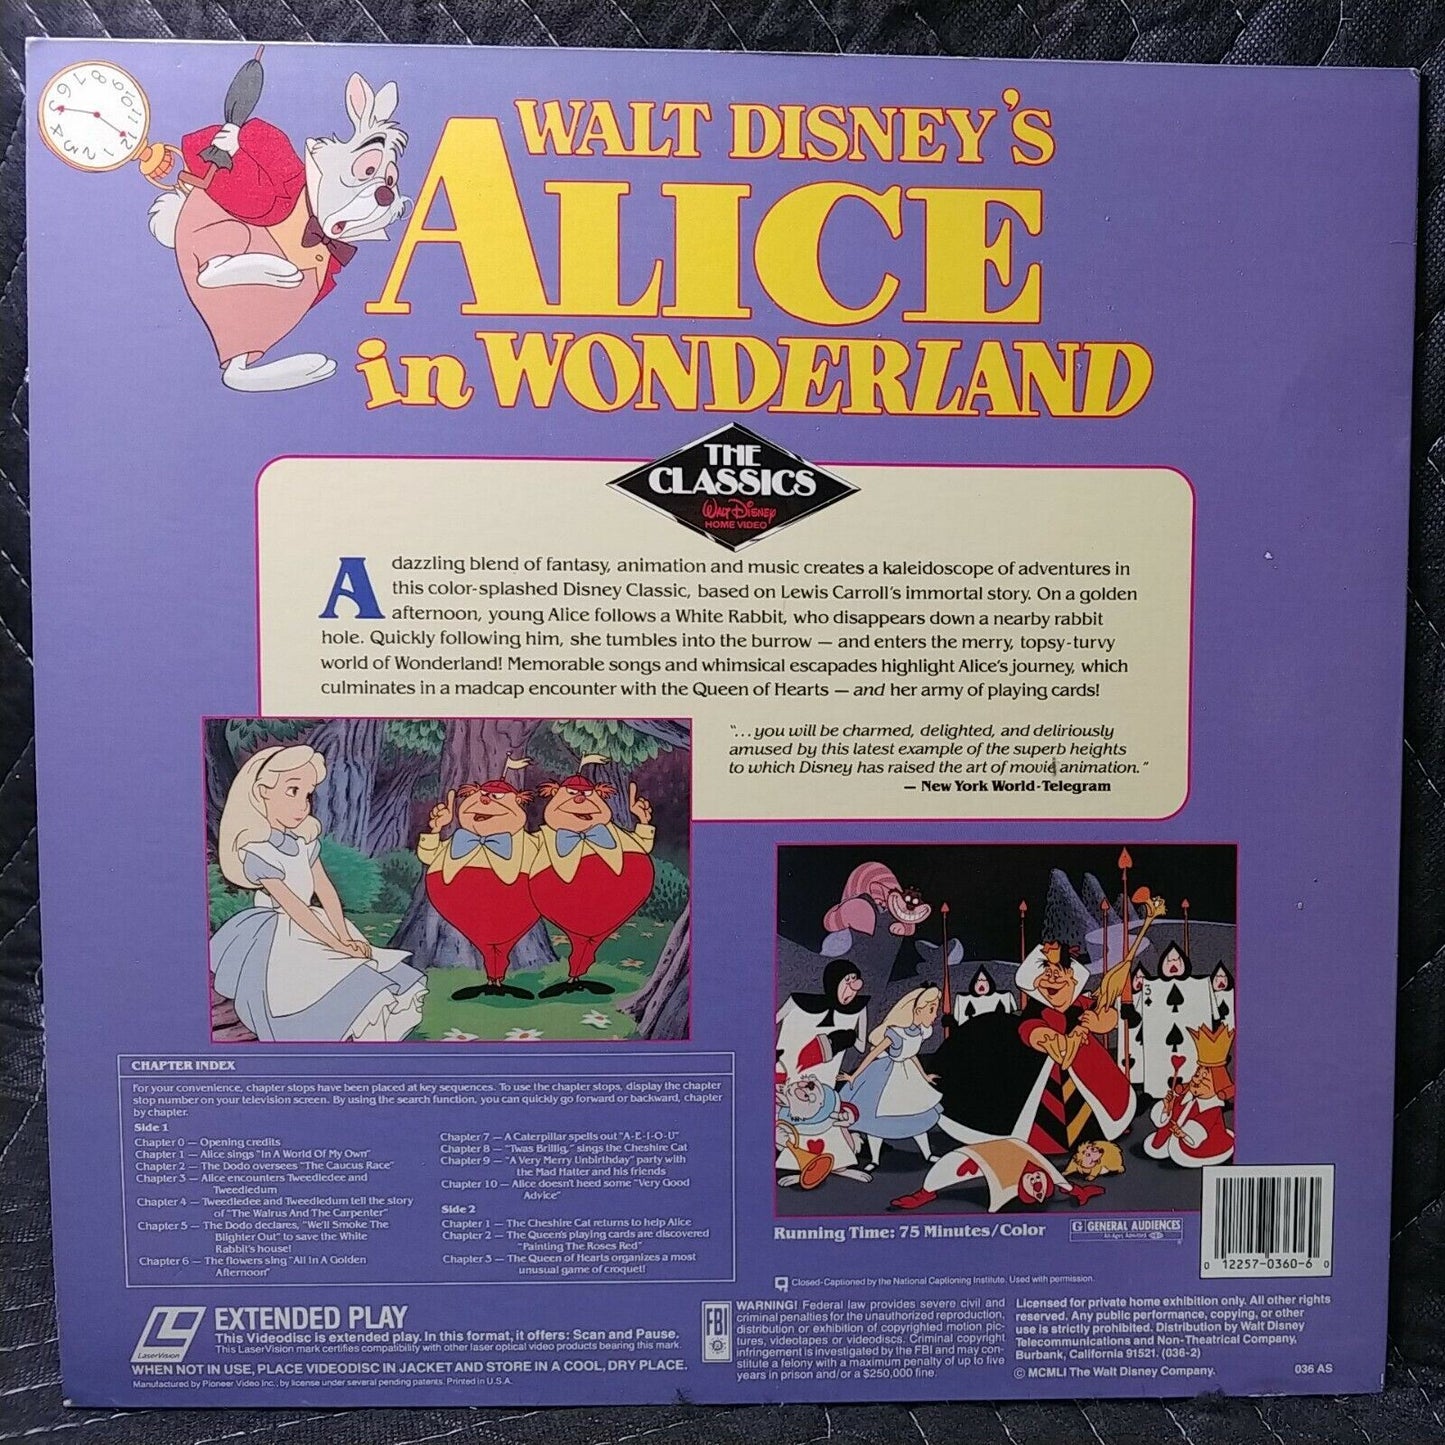 WALT DISNEY'S
ALICE
in WONDERLAND
1 2 3 4 5 6 7 8 9 10 11 12
THE
CLASSICS
WALT DISNEY
HOME VIDEO
A dazzling blend of fantasy, animation and music creates a kaleidoscope of adventures in
this color-splashed Disney Classic, based on Lewis Carroll's immortal story. On a golden
afternoon, young Alice follows a White Rabbit, who disappears down a nearby rabbit
hole. Quickly following him, she tumbles into the burrow — and enters the merry, topsy-turvy
world of Wonderland! Memorable songs and whimsical escapades highlight Alice's journey, which
culminates in a madcap encounter with the Queen of Hearts — and her army of playing cards!
"...you will be charmed, delighted, and deliriously
amused by this latest example of the superb heights
to which Disney has raised the art of movie animation."
— New York World-Telegram
3
CHAPTER INDEX
For your convenience, chapter stops have been placed at key sequences. To use the chapter stops, display the chapter
stop number on your television screen. By using the search function, you can quickly go forward or backward, chapter
by chapter.
Side 1
Chapter 0 — Opening credits
Chapter 1 — Alice sings "In A World Of My Own"
Chapter 2 — The Dodo oversees "The Caucus Race"
Chapter 3 — Alice encounters Tweedledee and
Tweedledum
Chapter 4 — Tweedledee and Tweedledum tell the story
of "The Walrus And The Carpenter"
Chapter 5 — The Dodo declares, "We'll Smoke The
Blighter Out" to save the White
Rabbit's house!
Chapter 6 — The flowers sing "All In A Golden
Afternoon"
Chapter 7 — A Caterpillar spells out "A-E-I-O-U"
Chapter 8 — "Twas Brillig," sings the Cheshire Cat
Chapter 9 — "A Very Merry Unbirthday" party with
the Mad Hatter and his friends
Chapter 10 — Alice doesn't heed some "Very Good
Advice"
Side 2
Chapter 1 — The Cheshire Cat returns to help Alice
Chapter 2 — The Queen's playing cards are discovered
"Painting The Roses Red"
Chapter 3 — The Queen of Hearts organizes a most
unusual game of croquet!
Running Time: 75 Minutes/Color
G GENERAL AUDIENCES
All Ages Admitted
0 12257-0360-6 0
Closed-Captioned by the National Captioning Institute. Used with permission.
LaserVision
EXTENDED PLAY
This Videodisc is extended play. In this format, it offers: Scan and Pause.
This LaserVision mark certifies compatibility with other laser optical video products bearing this mark.
WHEN NOT IN USE, PLACE VIDEODISC IN JACKET AND STORE IN A COOL, DRY PLACE.
Manufactured by Pioneer Video Inc., by license under several pending patents. Printed in U.S.A.
FBI
WARNING! Federal law provides severe civil and
criminal penalties for the unauthorized reproduction,
distribution or exhibition of copyrighted motion pic-
tures, videotapes or videodiscs. Criminal copyright
infringement is investigated by the FBI and may con-
stitute a felony with a maximum penalty of up to five
years in prison and/or a $250,000 fine.
Licensed for private home exhibition only. All other rights
reserved. Any public performance, copying, or other
use is strictly prohibited. Distribution by Walt Disney
Telecommunications and Non-Theatrical Company,
Burbank, California 91521. (036-2)
© MCMLI The Walt Disney Company.
036 AS